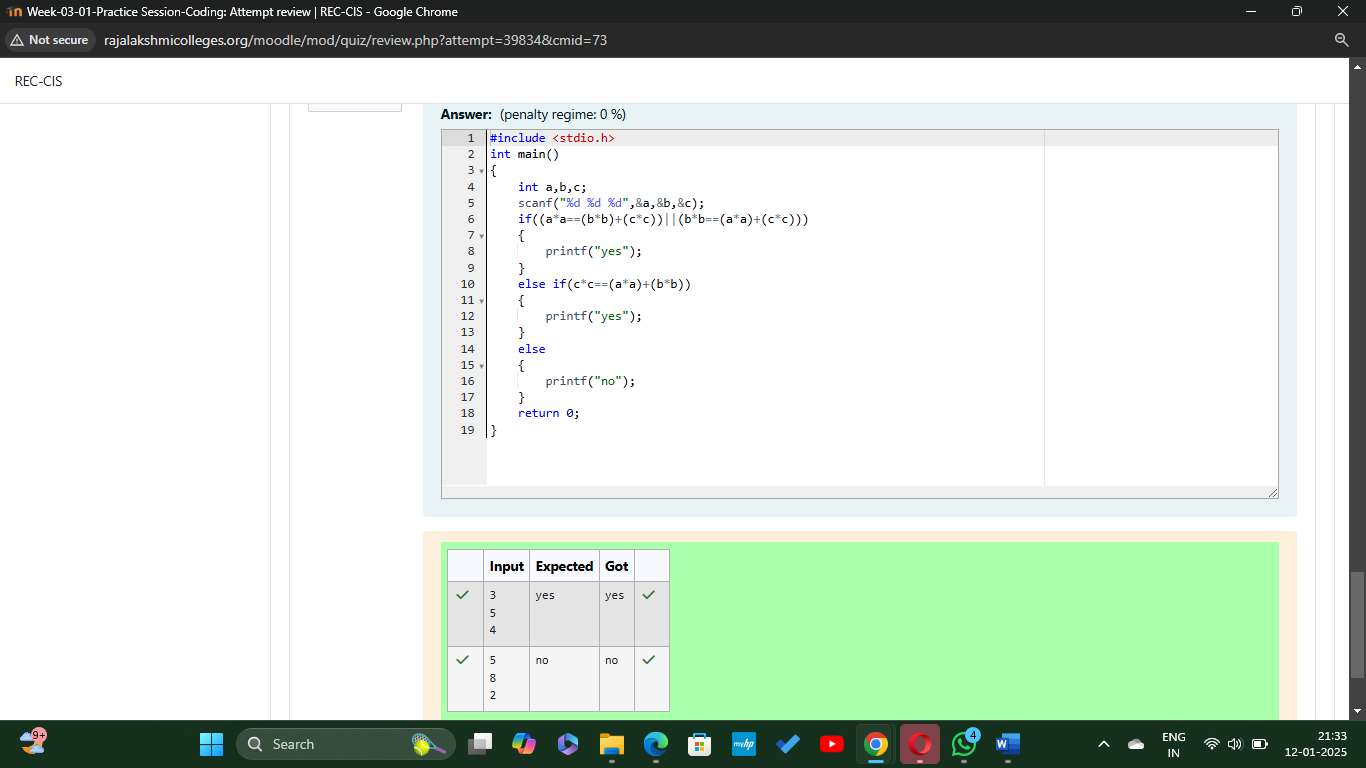 Week-03-01-Practice Session-Coding: Attempt review | REC-CIS - Google Chrome
Not secure rajalakshmicolleges.org/moodle/mod/quiz/review.php?attempt=39834&cmid=73
REC-CIS
Answer: (penalty regime: 0 %)
1 #include <stdio.h>
2 int main()
3 {
4 int a,b,c;
5 scanf("%d %d %d",&a,&b,&c);
6 if((a*a==(b*b)+(c*c))||(b*b==(a*a)+(c*c)))
7 {
8 printf("yes");
9 }
10 else if(c*c==(a*a)+(b*b))
11 {
12 printf("yes");
13 }
14 else
15 {
16 printf("no");
17 }
18 return 0;
19 }
Input Expected Got
3 yes yes
5
4
5 no no
8
2
9+
Search
myhp
4
W
ENG
IN
21:33
12-01-2025